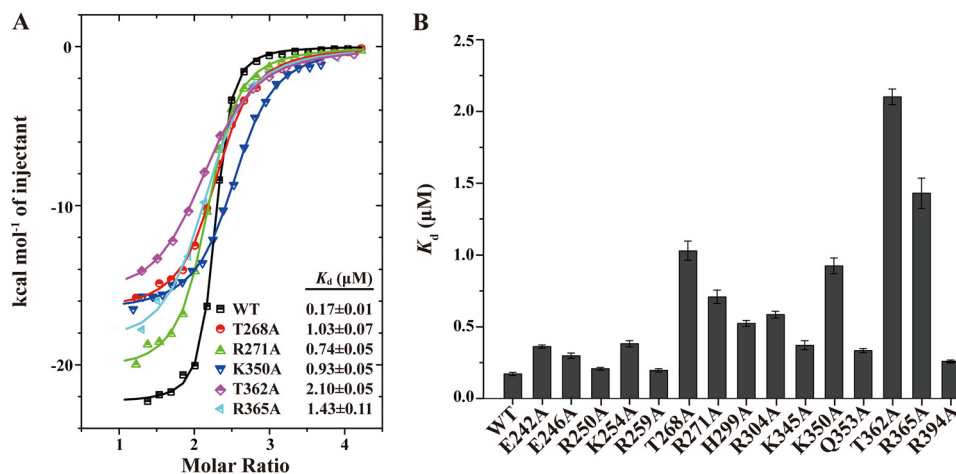 A
0
-10
-20
kcal mol⁻¹ of injectant
1 2 3 4
Molar Ratio
K_d (μM)
WT 0.17±0.01
T268A 1.03±0.07
R271A 0.74±0.05
K350A 0.93±0.05
T362A 2.10±0.05
R365A 1.43±0.11
B
2.5
2.0
1.5
1.0
0.5
0.0
K_d (μM)
WT
E242A
E246A
R250A
K254A
R259A
T268A
R271A
H299A
R304A
K345A
K350A
Q353A
T362A
R365A
R394A